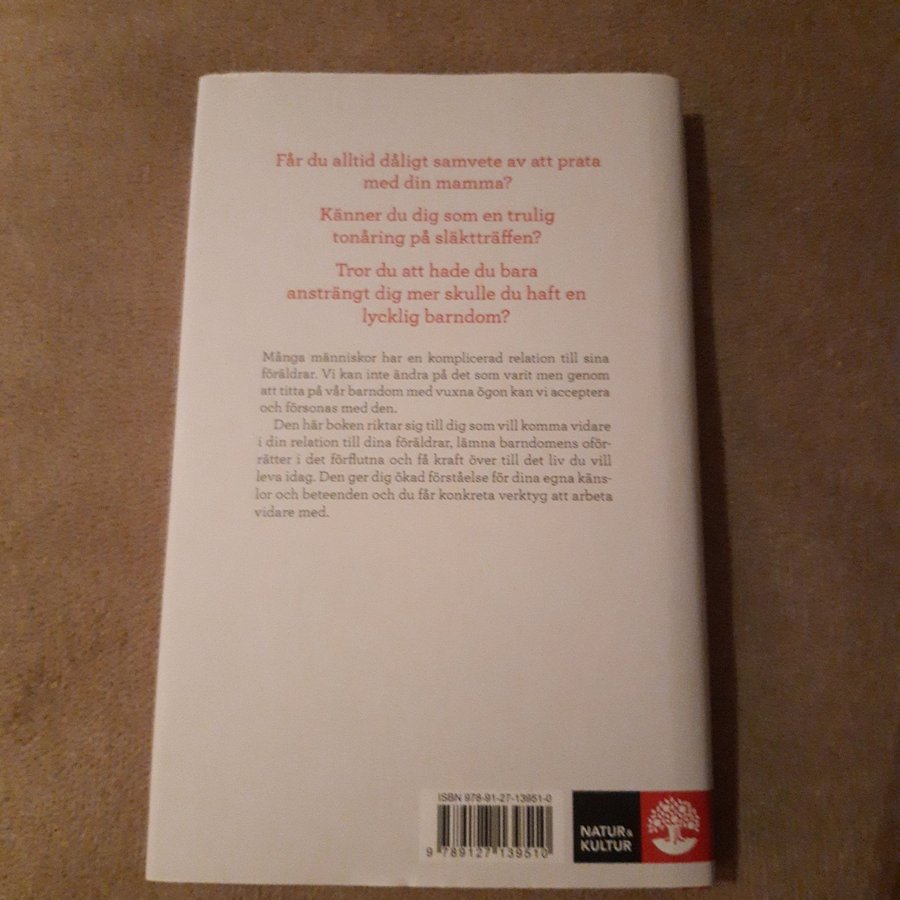 Får du alltid dåligt samvete av att prata
med din mamma?
Känner du dig som en trulig
tonåring på släktträffen?
Tror du att hade du bara
ansträngt dig mer skulle du haft en
lycklig barndom?
Många människor har en komplicerad relation till sina
föräldrar. Vi kan inte ändra på det som varit men genom
att titta på vår barndom med vuxna ögon kan vi acceptera
och försonas med den.
Den här boken riktar sig till dig som vill komma vidare
i din relation till dina föräldrar, lämna barndomens oför-
rätter i det förflutna och få kraft över till det liv du vill
leva idag. Den ger dig ökad förståelse för dina egna käns-
lor och beteenden och du får konkreta verktyg att arbeta
vidare med.
ISBN 978-91-27-13951-0
9 789127 139510
NATUR &
KULTUR